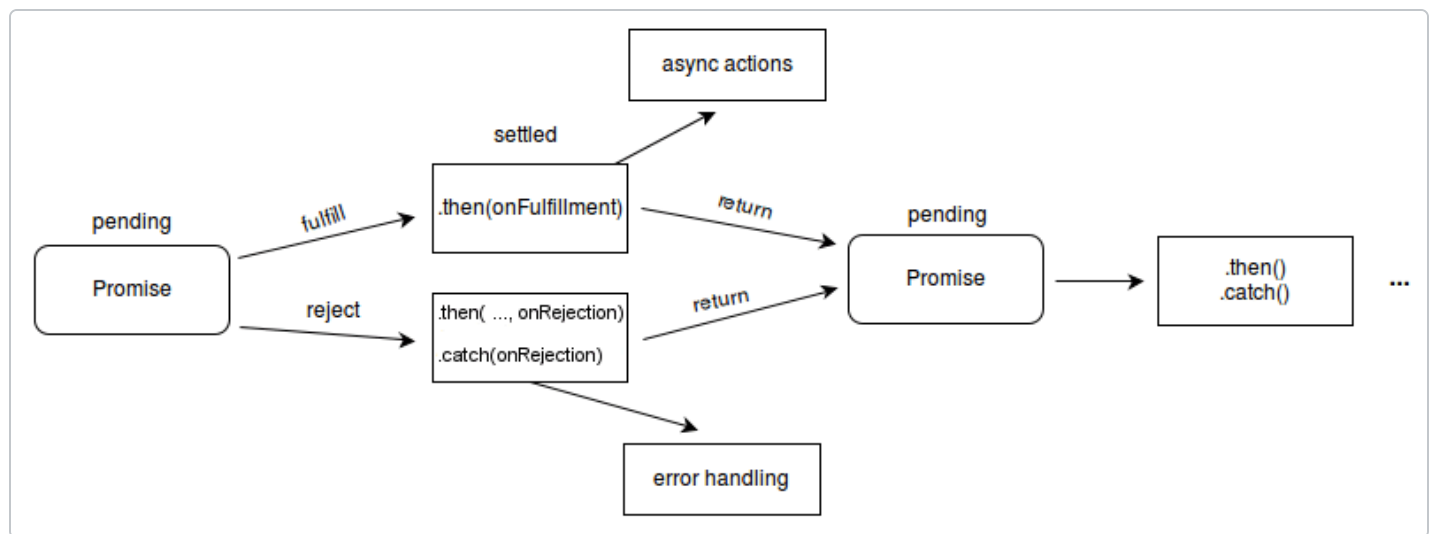 async actions
settled
.then(onFulfillment)
pending
Promise
fulfill
reject
.then( ..., onRejection)
.catch(onRejection)
return
return
pending
Promise
.then()
.catch()
...
error handling